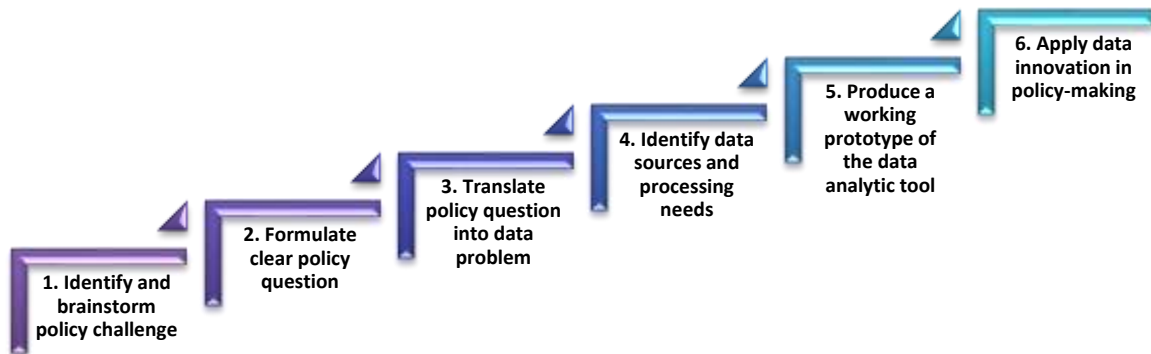 1. Identify and
brainstorm
policy challenge
2. Formulate
clear policy
question
3. Translate
policy question
into data
problem
4. Identify data
sources and
processing
needs
5. Produce a
working
prototype of
the data
analytic tool
6. Apply data
innovation in
policy-making